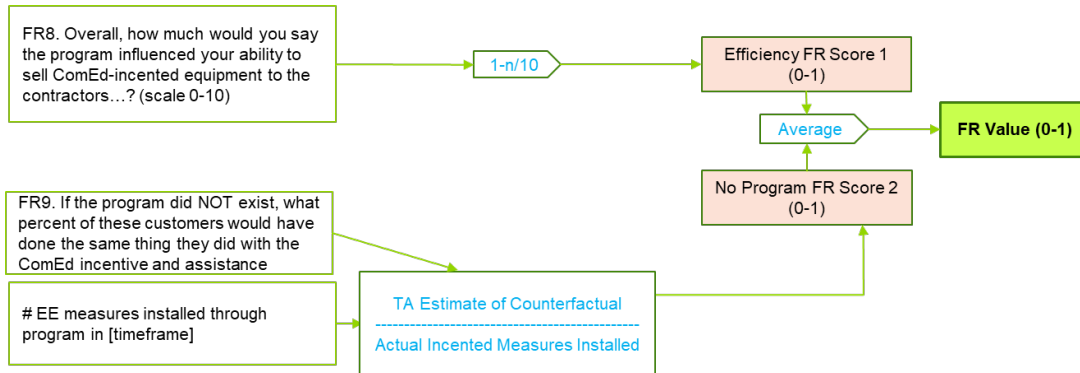 FR8. Overall, how much would you say
the program influenced your ability to
sell ComEd-incented equipment to the
contractors…? (scale 0-10)
1-n/10
Efficiency FR Score 1
(0-1)
Average
FR Value (0-1)
No Program FR Score 2
(0-1)
FR9. If the program did NOT exist, what
percent of these customers would have
done the same thing they did with the
ComEd incentive and assistance
# EE measures installed through
program in [timeframe]
TA Estimate of Counterfactual
--------------------------------------------
Actual Incented Measures Installed